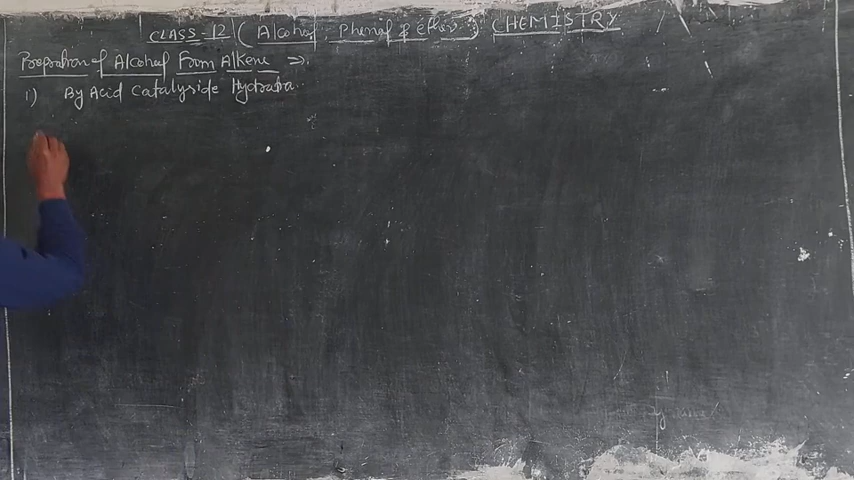 CLASS-12 ( Alcohol, Phenol & Ether ) CHEMISTRY
Preparation of Alcohol From Alkene ⇒
1) By Acid Catalyside Hydration